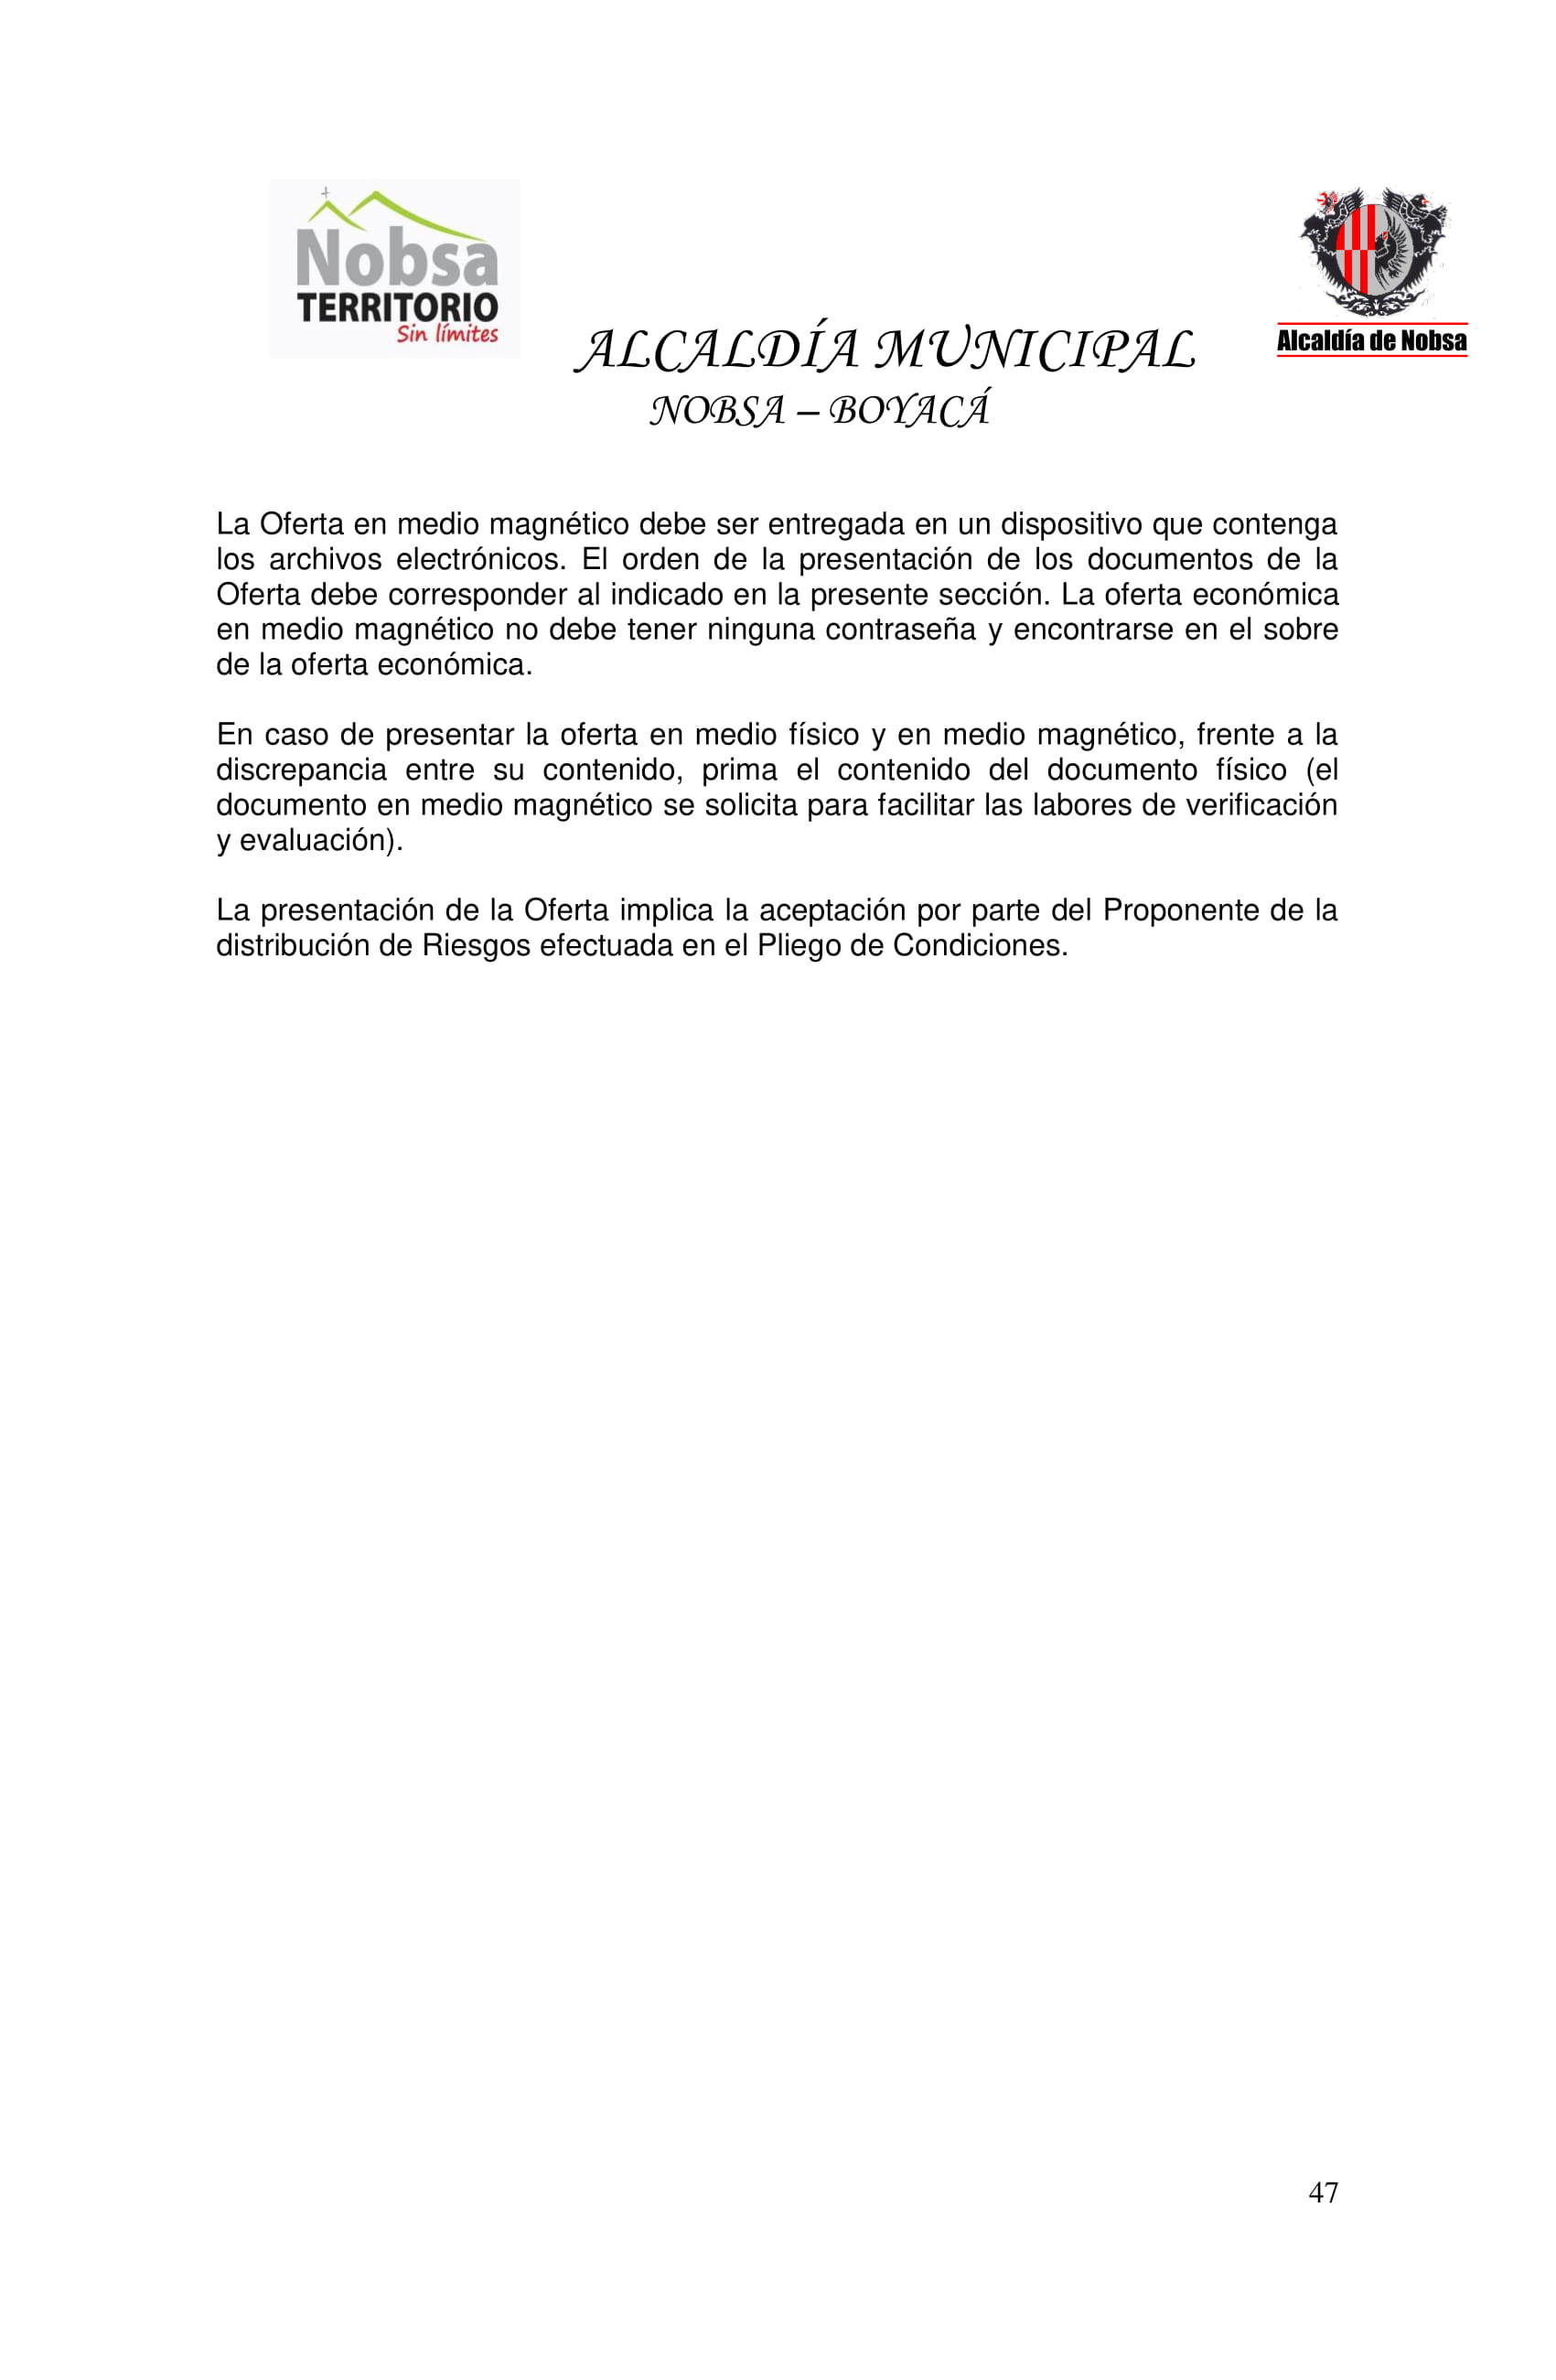 Nobsa
TERRITORIO
Sin límites
Alcaldía de Nobsa
ALCALDÍA MUNICIPAL
NOBSA – BOYACÁ
La Oferta en medio magnético debe ser entregada en un dispositivo que contenga
los archivos electrónicos. El orden de la presentación de los documentos de la
Oferta debe corresponder al indicado en la presente sección. La oferta económica
en medio magnético no debe tener ninguna contraseña y encontrarse en el sobre
de la oferta económica.
En caso de presentar la oferta en medio físico y en medio magnético, frente a la
discrepancia entre su contenido, prima el contenido del documento físico (el
documento en medio magnético se solicita para facilitar las labores de verificación
y evaluación).
La presentación de la Oferta implica la aceptación por parte del Proponente de la
distribución de Riesgos efectuada en el Pliego de Condiciones.
47